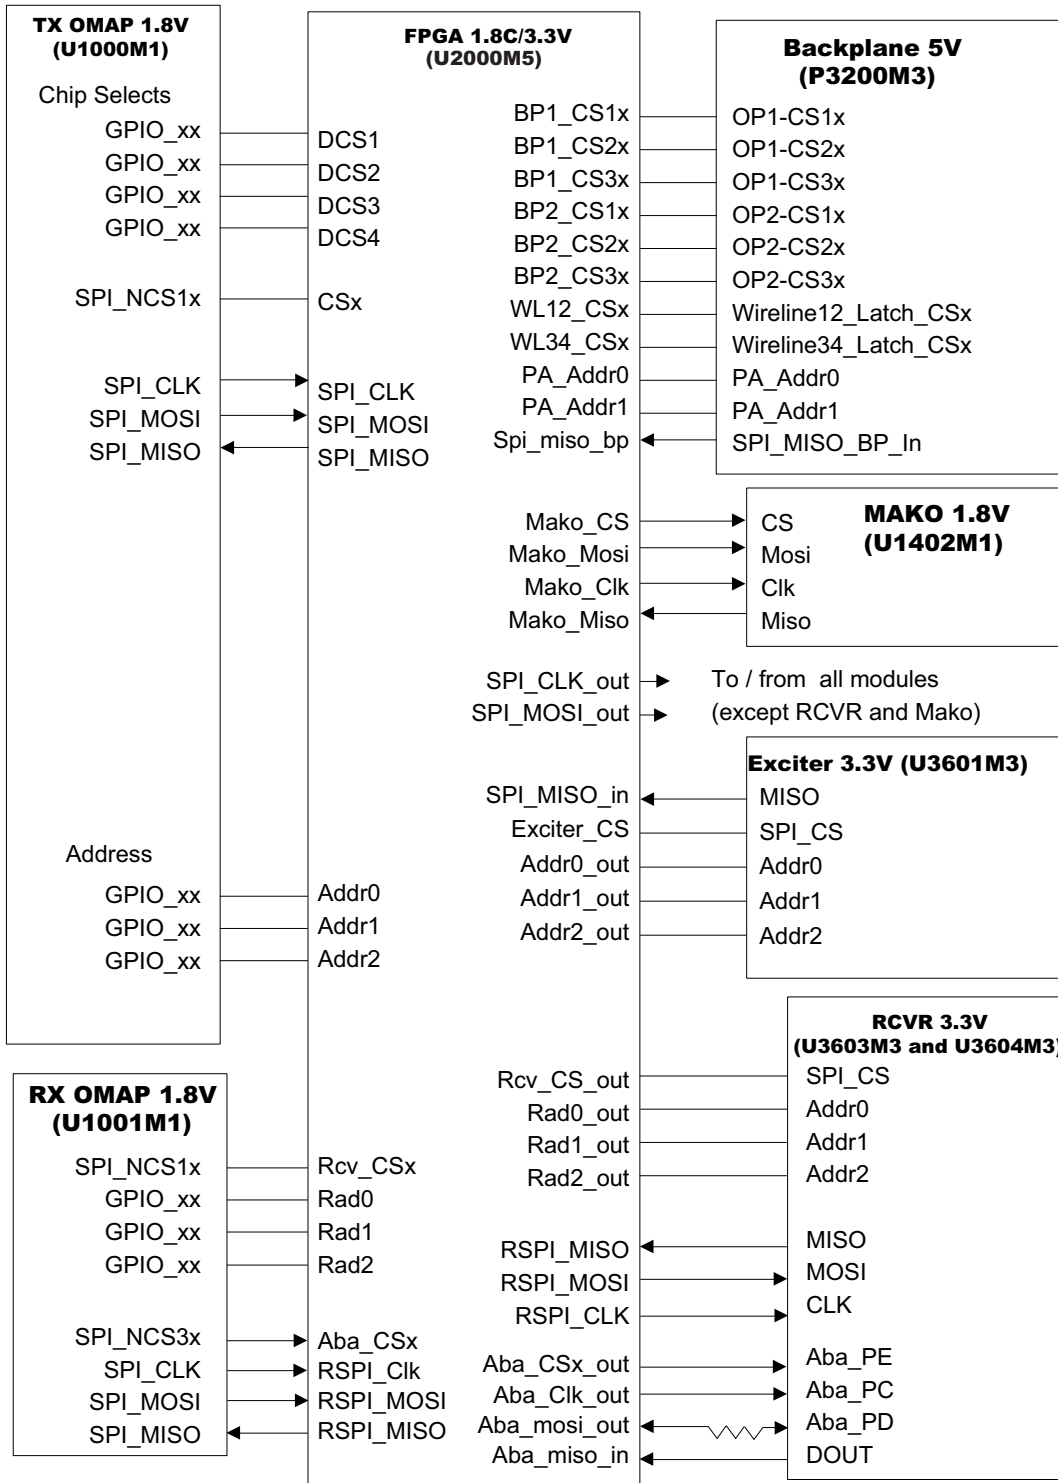 TX OMAP 1.8V
(U1000M1)
Chip Selects
GPIO_xx
GPIO_xx
GPIO_xx
GPIO_xx
SPI_NCS1x
SPI_CLK
SPI_MOSI
SPI_MISO
Address
GPIO_xx
GPIO_xx
GPIO_xx
RX OMAP 1.8V
(U1001M1)
SPI_NCS1x
GPIO_xx
GPIO_xx
GPIO_xx
SPI_NCS3x
SPI_CLK
SPI_MOSI
SPI_MISO
FPGA 1.8C/3.3V
(U2000M5)
DCS1
DCS2
DCS3
DCS4
CSx
SPI_CLK
SPI_MOSI
SPI_MISO
Addr0
Addr1
Addr2
Rcv_CSx
Rad0
Rad1
Rad2
Aba_CSx
RSPI_Clk
RSPI_MOSI
RSPI_MISO
BP1_CS1x
BP1_CS2x
BP1_CS3x
BP2_CS1x
BP2_CS2x
BP2_CS3x
WL12_CSx
WL34_CSx
PA_Addr0
PA_Addr1
Spi_miso_bp
Mako_CS
Mako_Mosi
Mako_Clk
Mako_Miso
SPI_CLK_out
SPI_MOSI_out
SPI_MISO_in
Exciter_CS
Addr0_out
Addr1_out
Addr2_out
Rcv_CS_out
Rad0_out
Rad1_out
Rad2_out
RSPI_MISO
RSPI_MOSI
RSPI_CLK
Aba_CSx_out
Aba_Clk_out
Aba_mosi_out
Aba_miso_in
Backplane 5V
(P3200M3)
OP1-CS1x
OP1-CS2x
OP1-CS3x
OP2-CS1x
OP2-CS2x
OP2-CS3x
Wireline12_Latch_CSx
Wireline34_Latch_CSx
PA_Addr0
PA_Addr1
SPI_MISO_BP_In
MAKO 1.8V
(U1402M1)
CS
Mosi
Clk
Miso
To / from all modules
(except RCVR and Mako)
Exciter 3.3V (U3601M3)
MISO
SPI_CS
Addr0
Addr1
Addr2
RCVR 3.3V
(U3603M3 and U3604M3)
SPI_CS
Addr0
Addr1
Addr2
MISO
MOSI
CLK
Aba_PE
Aba_PC
Aba_PD
DOUT